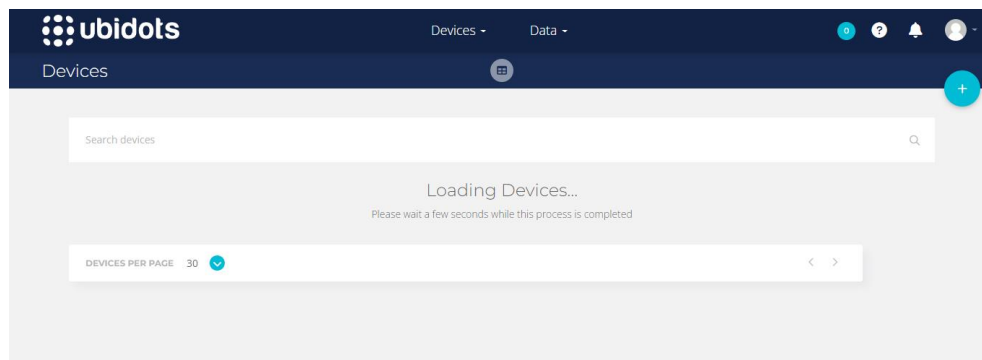 ubidots
Devices
Data
0
?
Devices
+
Search devices
Loading Devices...
Please wait a few seconds while this process is completed
DEVICES PER PAGE 30